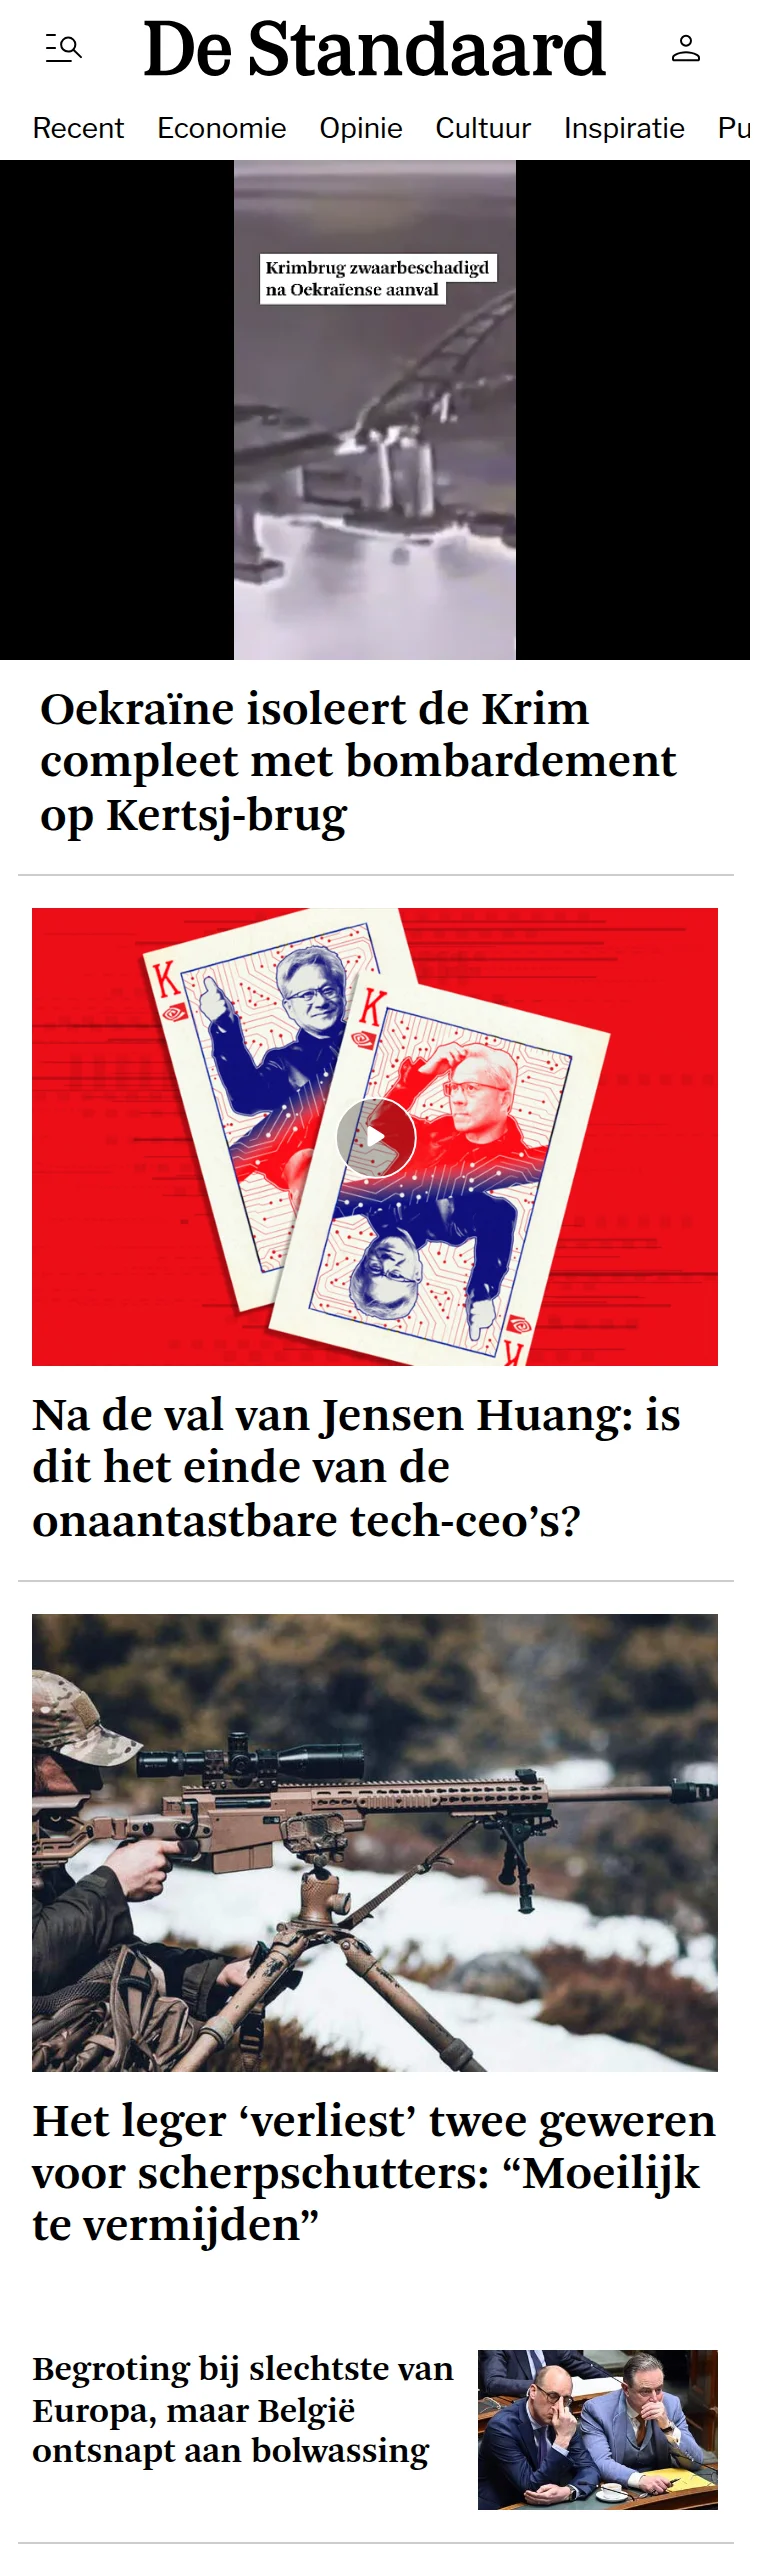 De Standaard
Recent Economie Opinie Cultuur Inspiratie Pu
Krimbrug zwaarbeschadigd
na Oekraïense aanval
Oekraïne isoleert de Krim
compleet met bombardement
op Kertsj-brug
K
K
K
Na de val van Jensen Huang: is
dit het einde van de
onaantastbare tech-ceo’s?
Het leger ‘verliest’ twee geweren
voor scherpschutters: “Moeilijk
te vermijden”
Begroting bij slechtste van
Europa, maar België
ontsnapt aan bolwassing